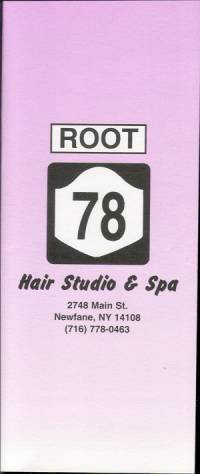 ROOT
78
Hair Studio & Spa
2748 Main St.
Newfane, NY 14108
(716) 778-0463